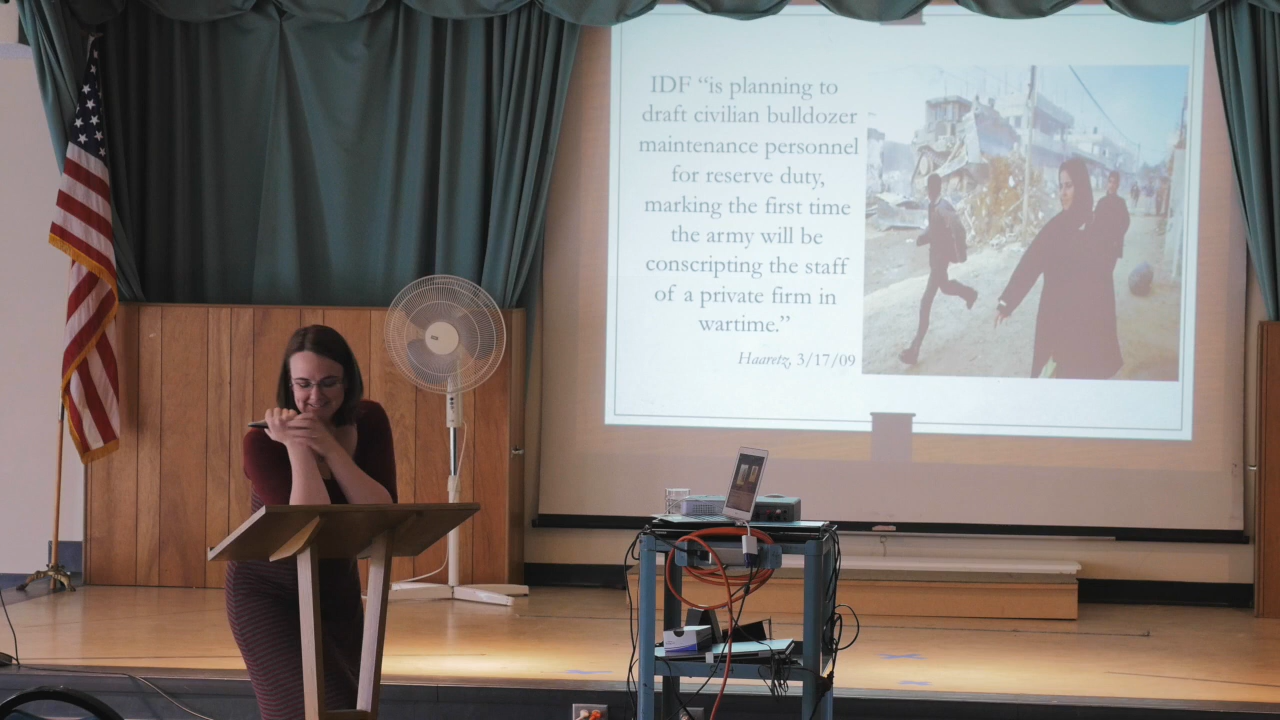 IDF “is planning to
draft civilian bulldozer
maintenance personnel
for reserve duty,
marking the first time
the army will be
conscripting the staff
of a private firm in
wartime.”
Haaretz, 3/17/09